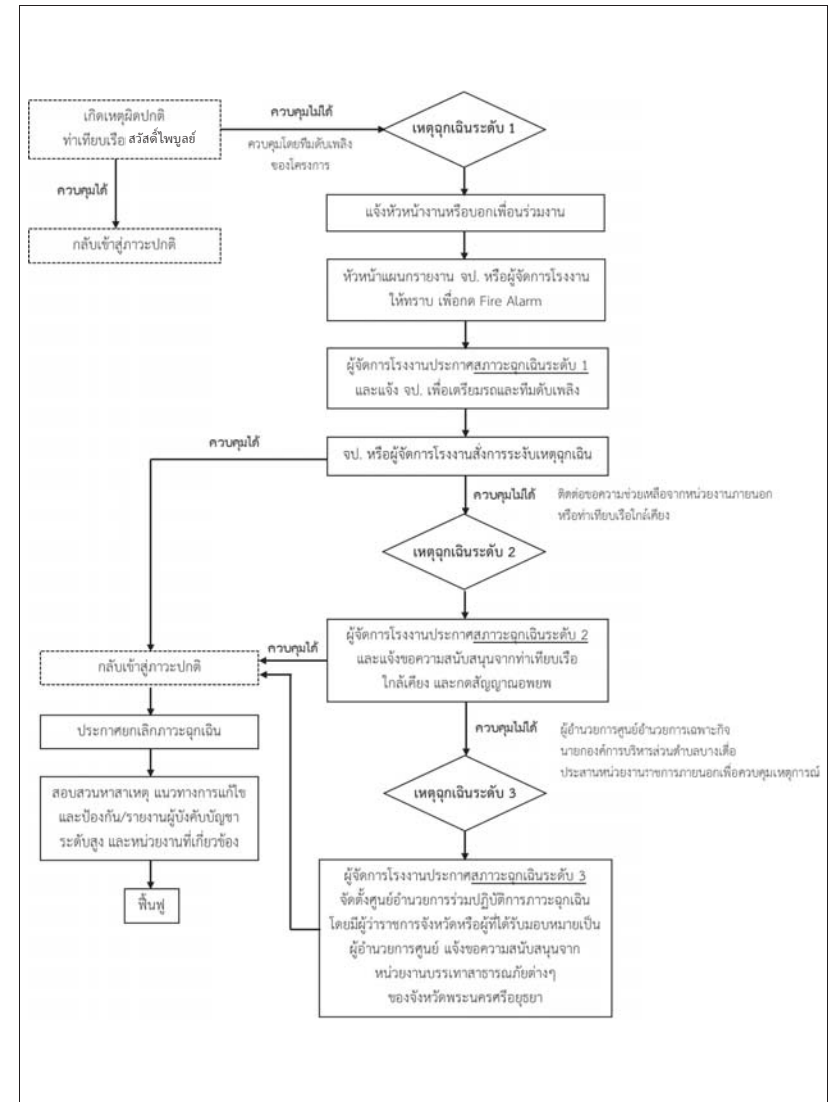 เกิดเหตุผิดปกติ
ท่าเทียบเรือ สวัสดิ์ไพบูลย์
ควบคุมไม่ได้
ควบคุมโดยทีมดับเพลิง
ของโครงการ
เหตุฉุกเฉินระดับ 1
ควบคุมได้
กลับเข้าสู่ภาวะปกติ
แจ้งหัวหน้างานหรือบอกเพื่อนร่วมงาน
หัวหน้าแผนกรายงาน จป. หรือผู้จัดการโรงงาน
ให้ทราบ เพื่อกด Fire Alarm
ผู้จัดการโรงงานประกาศสภาวะฉุกเฉินระดับ 1
และแจ้ง จป. เพื่อเตรียมรถและทีมดับเพลิง
ควบคุมได้
จป. หรือผู้จัดการโรงงานสั่งการระงับเหตุฉุกเฉิน
ควบคุมไม่ได้
ติดต่อขอความช่วยเหลือจากหน่วยงานภายนอก
หรือท่าเทียบเรือใกล้เคียง
เหตุฉุกเฉินระดับ 2
ผู้จัดการโรงงานประกาศสภาวะฉุกเฉินระดับ 2
และแจ้งขอความสนับสนุนจากท่าเทียบเรือ
ใกล้เคียง และกดสัญญาณอพยพ
ควบคุมได้
กลับเข้าสู่ภาวะปกติ
ประกาศยกเลิกภาวะฉุกเฉิน
สอบสวนหาสาเหตุ แนวทางการแก้ไข
และป้องกัน/รายงานผู้บังคับบัญชา
ระดับสูง และหน่วยงานที่เกี่ยวข้อง
ฟื้นฟู
ควบคุมไม่ได้
ผู้อำนวยการศูนย์อำนวยการเฉพาะกิจ
นายกองค์การบริหารส่วนตำบลบางเดื่อ
ประสานหน่วยงานราชการภายนอกเพื่อควบคุมเหตุการณ์
เหตุฉุกเฉินระดับ 3
ผู้จัดการโรงงานประกาศสภาวะฉุกเฉินระดับ 3
จัดตั้งศูนย์อำนวยการร่วมปฏิบัติการภาวะฉุกเฉิน
โดยมีผู้ว่าราชการจังหวัดหรือผู้ที่ได้รับมอบหมายเป็น
ผู้อำนวยการศูนย์ แจ้งขอความสนับสนุนจาก
หน่วยงานบรรเทาสาธารณภัยต่างๆ
ของจังหวัดพระนครศรีอยุธยา